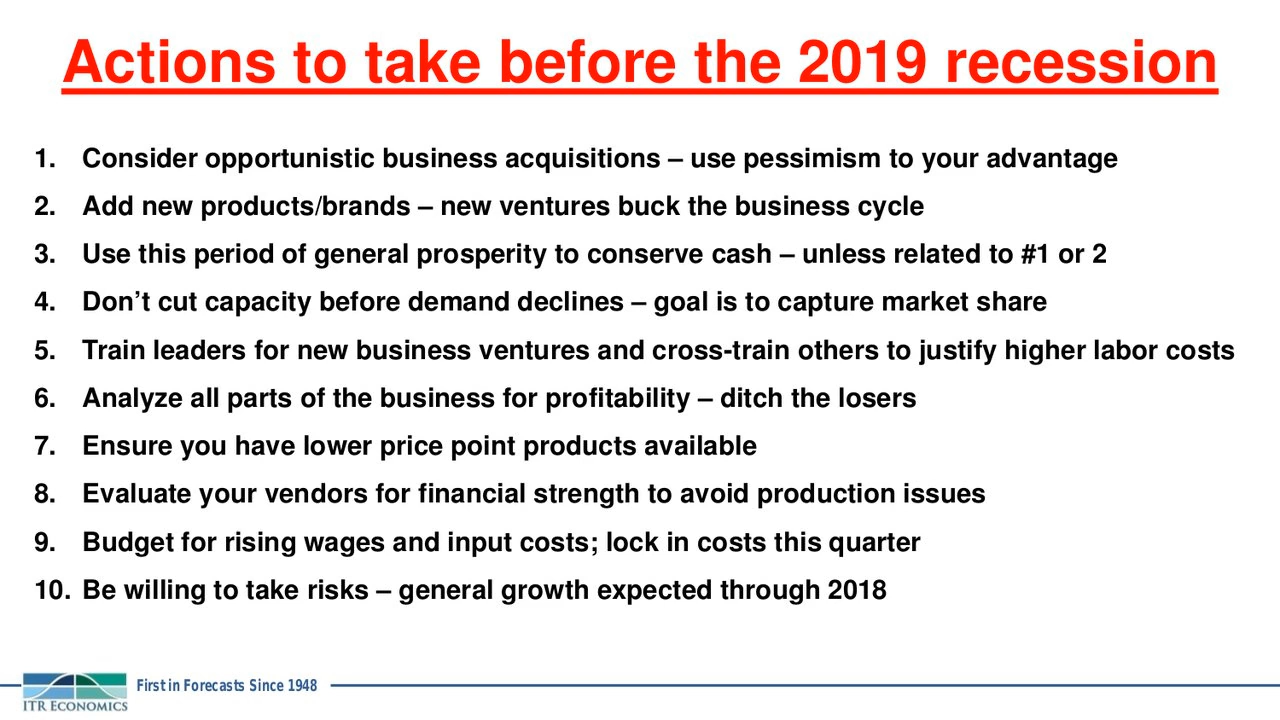 Actions to take before the 2019 recession
1. Consider opportunistic business acquisitions – use pessimism to your advantage
2. Add new products/brands – new ventures buck the business cycle
3. Use this period of general prosperity to conserve cash – unless related to #1 or 2
4. Don’t cut capacity before demand declines – goal is to capture market share
5. Train leaders for new business ventures and cross-train others to justify higher labor costs
6. Analyze all parts of the business for profitability – ditch the losers
7. Ensure you have lower price point products available
8. Evaluate your vendors for financial strength to avoid production issues
9. Budget for rising wages and input costs; lock in costs this quarter
10. Be willing to take risks – general growth expected through 2018
First in Forecasts Since 1948
ITR ECONOMICS